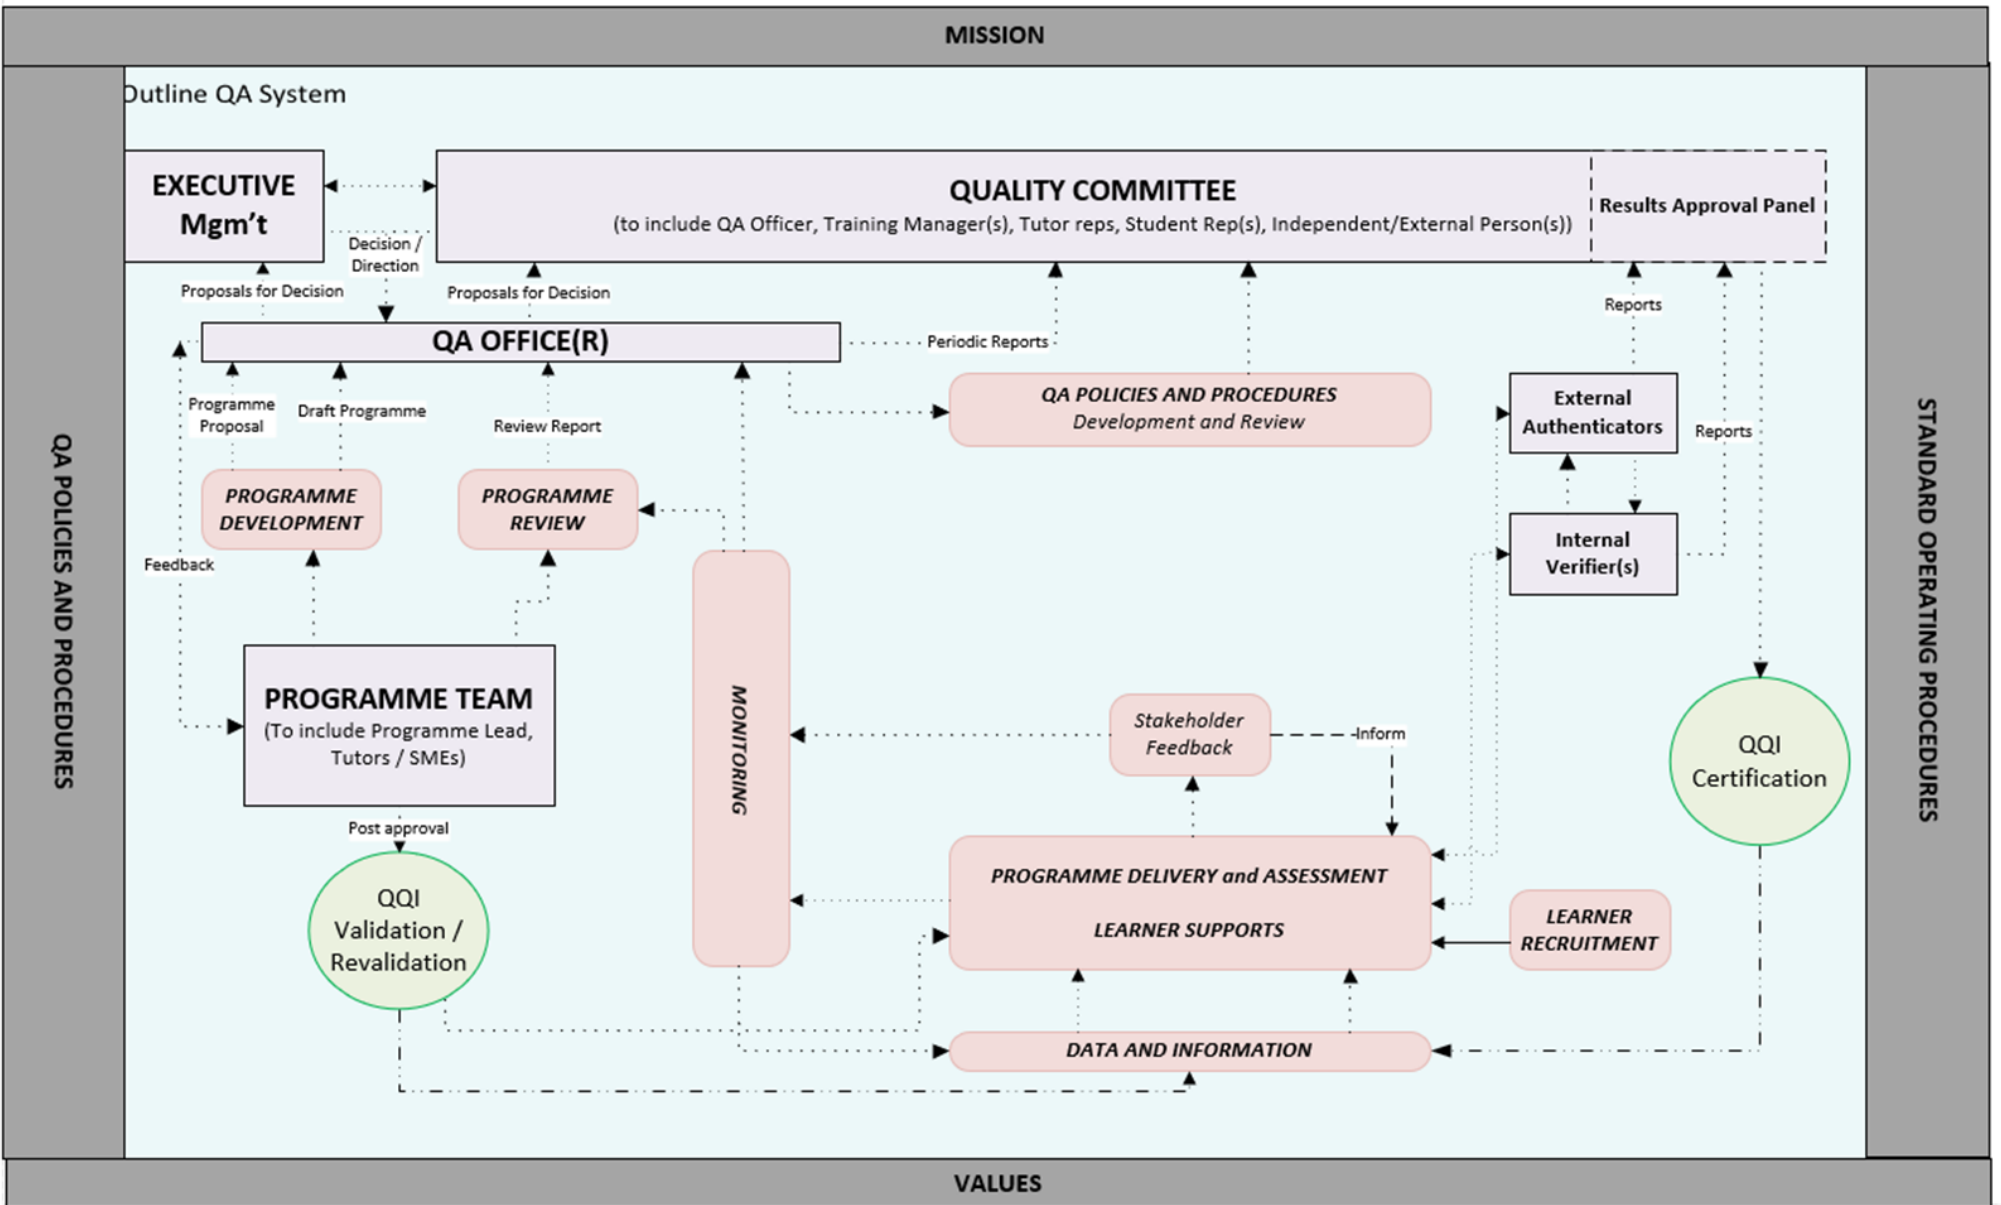 MISSION
Outline QA System
EXECUTIVE
Mgm't
QUALITY COMMITTEE
(to include QA Officer, Training Manager(s), Tutor reps, Student Rep(s), Independent/External Person(s))
Results Approval Panel
Decision /
Direction
Proposals for Decision
Proposals for Decision
Reports
QA OFFICE(R)
Periodic Reports
QA POLICIES AND PROCEDURES
Development and Review
External
Authenticators
Programme
Proposal
Draft Programme
Review Report
Reports
PROGRAMME
DEVELOPMENT
PROGRAMME
REVIEW
Internal
Verifier(s)
Feedback
QA POLICIES AND PROCEDURES
STANDARD OPERATING PROCEDURES
PROGRAMME TEAM
(To include Programme Lead,
Tutors / SMEs)
MONITORING
Stakeholder
Feedback
Inform
QQI
Certification
Post approval
QQI
Validation /
Revalidation
PROGRAMME DELIVERY and ASSESSMENT
LEARNER SUPPORTS
LEARNER
RECRUITMENT
DATA AND INFORMATION
VALUES